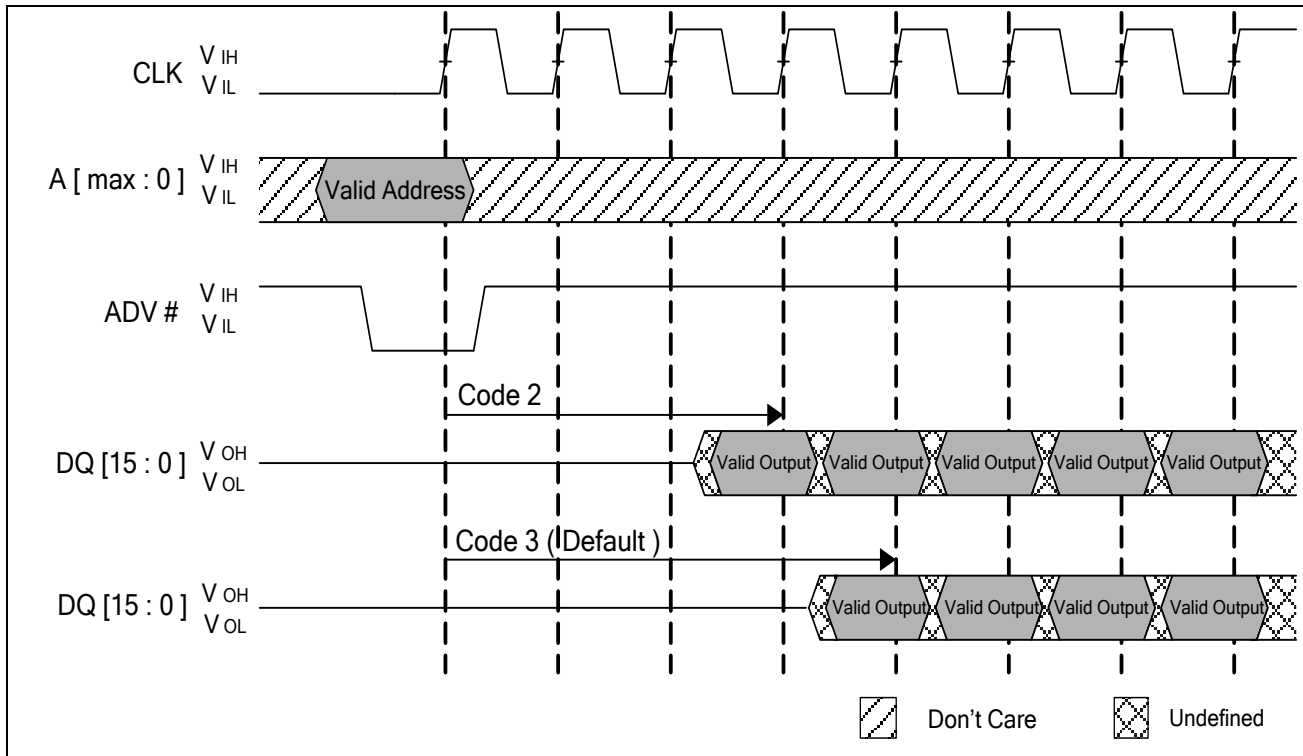 CLK V IH
V IL
A [ max : 0 ] V IH
V IL
Valid Address
ADV # V IH
V IL
Code 2
DQ [15 : 0 ] V OH
V OL
Valid Output Valid Output Valid Output Valid Output Valid Output
Code 3 ( Default )
DQ [15 : 0 ] V OH
V OL
Valid Output Valid Output Valid Output Valid Output
Don't Care Undefined